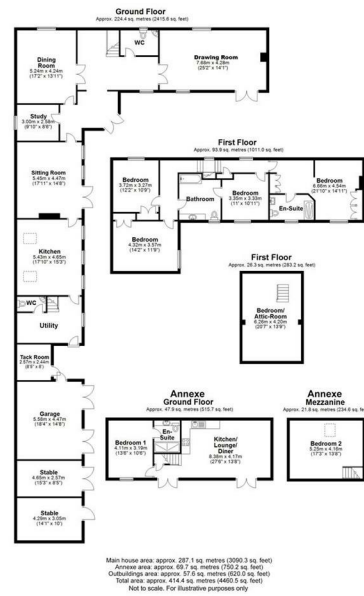 Ground Floor
Approx. 224.4 sq. metres (2415.6 sq. feet)
Dining
Room
5.24m x 4.24m
(17'2" x 13'11")
WC
Drawing Room
7.68m x 4.28m
(25'2" x 14'1")
Study
3.00m x 2.58m
(9'10" x 8'6")
Sitting Room
5.45m x 4.47m
(17'11" x 14'8")
Kitchen
5.43m x 4.65m
(17'10" x 15'3")
WC
Utility
Tack Room
2.57m x 2.44m
(8'5" x 8')
Garage
5.58m x 4.47m
(18'4" x 14'8")
Stable
4.65m x 2.57m
(15'3" x 8'5")
Stable
4.29m x 3.05m
(14'1" x 10')
First Floor
Approx. 93.9 sq. metres (1011.0 sq. feet)
Bedroom
3.72m x 3.27m
(12'2" x 10'9")
Bathroom
Bedroom
3.35m x 3.33m
(11' x 10'11")
En-Suite
Bedroom
6.66m x 4.54m
(21'10" x 14'11")
Bedroom
4.32m x 3.57m
(14'2" x 11'9")
First Floor
Approx. 26.3 sq. metres (283.2 sq. feet)
Bedroom/
Attic-Room
6.28m x 4.20m
(20'7" x 13'9")
Annexe
Ground Floor
Approx. 47.9 sq. metres (515.7 sq. feet)
Bedroom 1
4.11m x 3.19m
(13'6" x 10'6")
En-
Suite
Kitchen/
Lounge/
Diner
8.38m x 4.17m
(27'6" x 13'8")
Annexe
Mezzanine
Approx. 21.8 sq. metres (234.6 sq. feet)
Bedroom 2
5.25m x 4.16m
(17'3" x 13'8")
Main house area: approx. 287.1 sq. metres (3090.3 sq. feet)
Annexe area: approx. 69.7 sq. metres (750.2 sq. feet)
Outbuildings area: approx. 57.6 sq. metres (620.0 sq. feet)
Total area: approx. 414.4 sq. metres (4460.5 sq. feet)
Not to scale. For illustrative purposes only